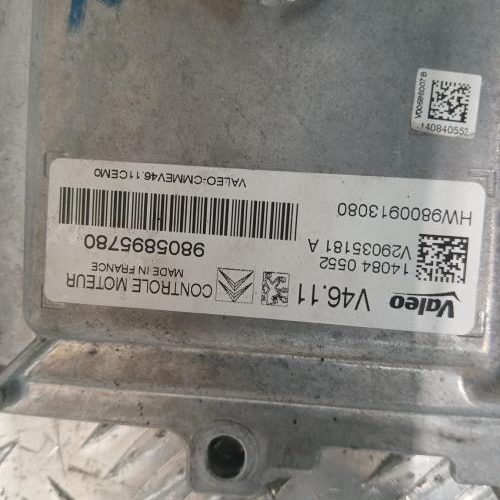 Valeo
V46.11
CONTROLE MOTEUR
MADE IN FRANCE
14084 0552
V29035181 A
9805895780
HW9800913080
VALEO-CMMEV46.11CEM0
140840552